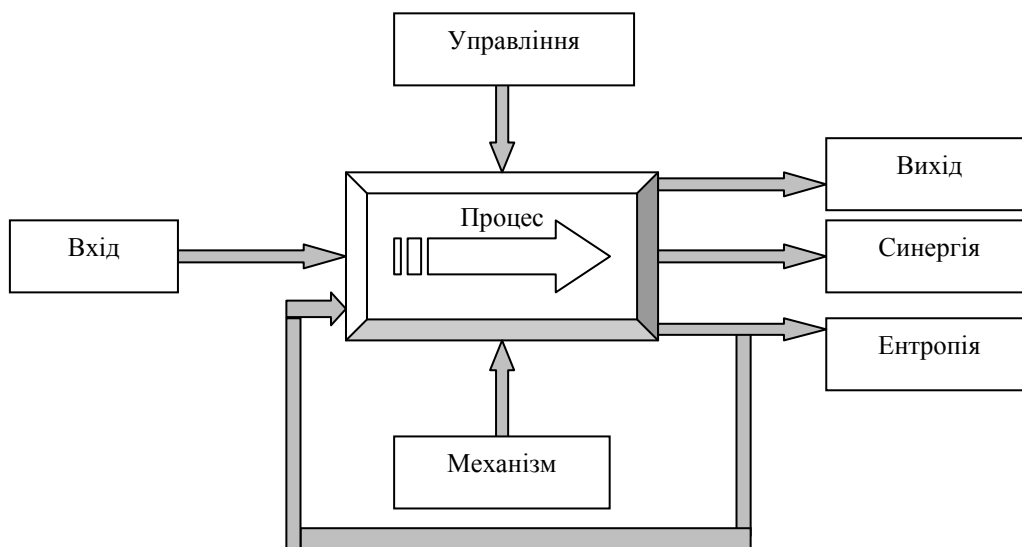 Управління
Вихід
Процес
Вхід
Синергія
Ентропія
Механізм